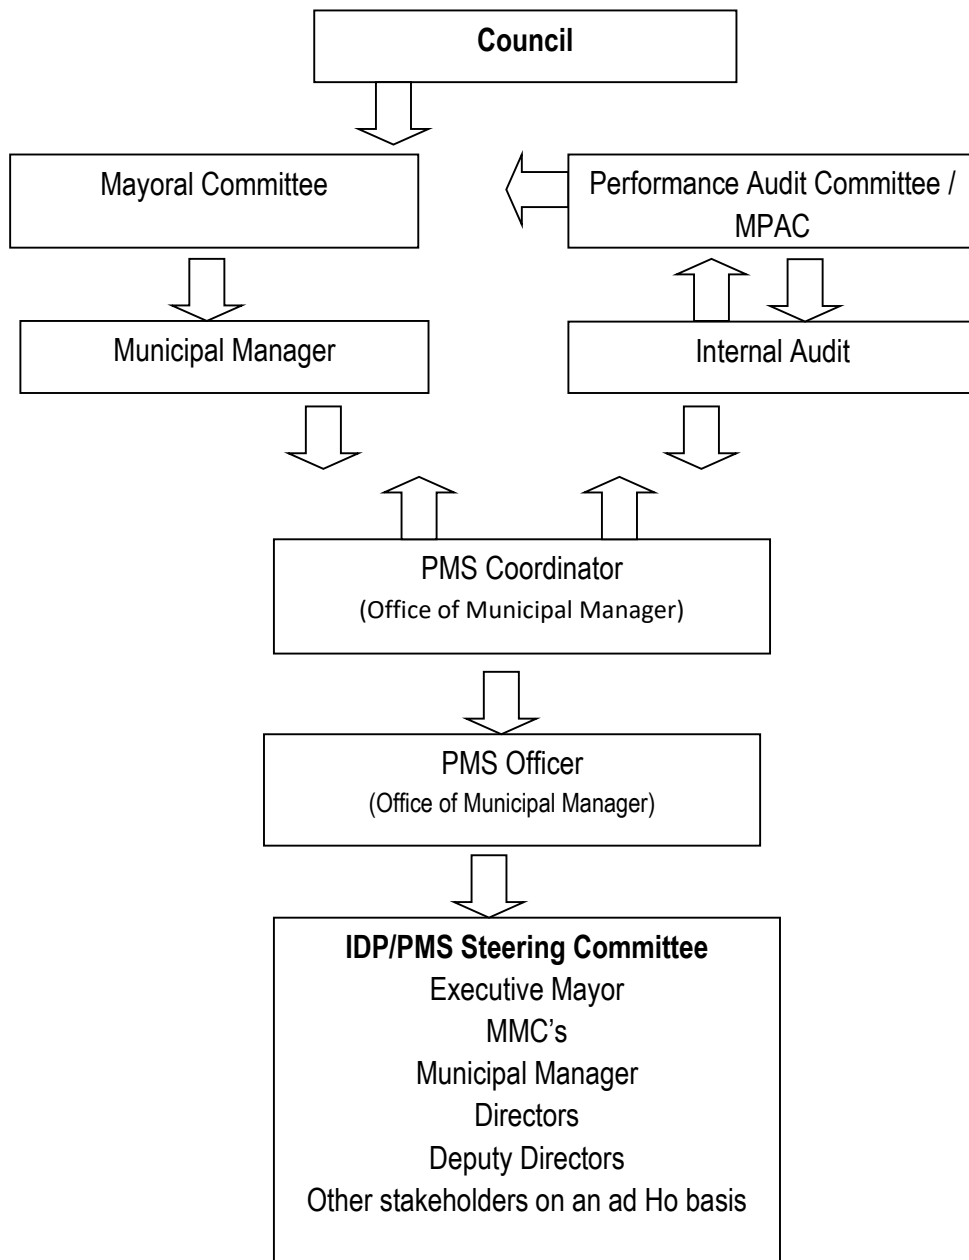 Council
Mayoral Committee
Performance Audit Committee /
MPAC
Municipal Manager
Internal Audit
PMS Coordinator
(Office of Municipal Manager)
PMS Officer
(Office of Municipal Manager)
IDP/PMS Steering Committee
Executive Mayor
MMC’s
Municipal Manager
Directors
Deputy Directors
Other stakeholders on an ad Ho basis